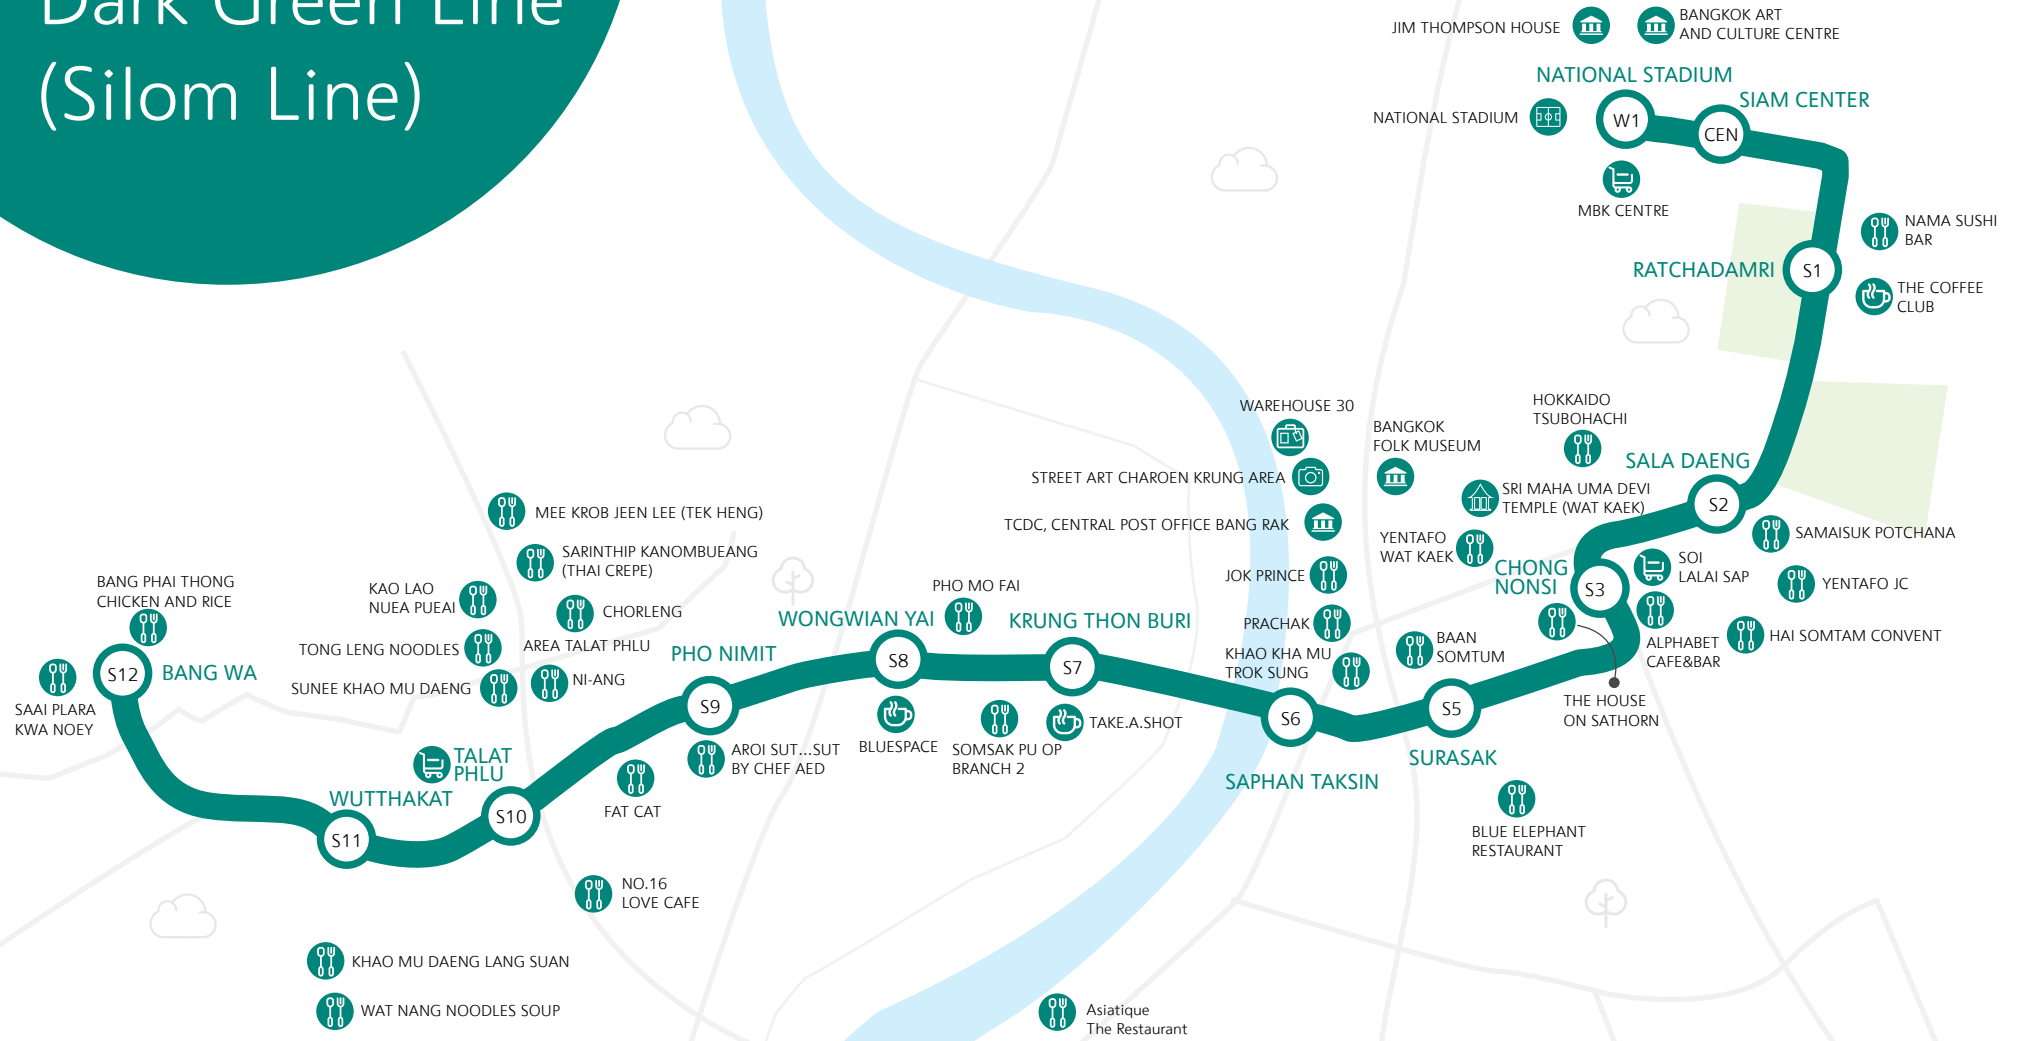 Dark Green Line
(Silom Line)
JIM THOMPSON HOUSE
BANGKOK ART
AND CULTURE CENTRE
NATIONAL STADIUM
SIAM CENTER
NATIONAL STADIUM
W1
CEN
MBK CENTRE
NAMA SUSHI
BAR
RATCHADAMRI
S1
THE COFFEE
CLUB
WAREHOUSE 30
BANGKOK
FOLK MUSEUM
HOKKAIDO
TSUBOHACHI
SALA DAENG
S2
STREET ART CHAROEN KRUNG AREA
SRI MAHA UMA DEVI
TEMPLE (WAT KAEK)
TCDC, CENTRAL POST OFFICE BANG RAK
YENTAFO
WAT KAEK
SAMAISUK POTCHANA
CHONG
NONSI
S3
SOI
LALAI SAP
YENTAFO JC
JOK PRINCE
PRACHAK
KHAO KHA MU
TROK SUNG
BAAN
SOMTUM
ALPHABET
CAFE&BAR
HAI SOMTAM CONVENT
THE HOUSE
ON SATHORN
S5
SURASAK
S6
SAPHAN TAKSIN
BLUE ELEPHANT
RESTAURANT
MEE KROB JEEN LEE (TEK HENG)
SARINTHIP KANOMBUEANG
(THAI CREPE)
KAO LAO
NUEA PUEAI
CHORLENG
AREA TALAT PHLU
TONG LENG NOODLES
SUNEE KHAO MU DAENG
NI-ANG
BANG PHAI THONG
CHICKEN AND RICE
S12
BANG WA
SAAI PLARA
KWA NOEY
PHO NIMIT
S9
WONGWIAN YAI
S8
PHO MO FAI
KRUNG THON BURI
S7
BLUESPACE
SOMSAK PU OP
BRANCH 2
TAKE.A.SHOT
AROI SUT...SUT
BY CHEF AED
FAT CAT
TALAT
PHLU
WUTTHAKAT
S10
S11
NO.16
LOVE CAFE
KHAO MU DAENG LANG SUAN
WAT NANG NOODLES SOUP
Asiatique
The Restaurant